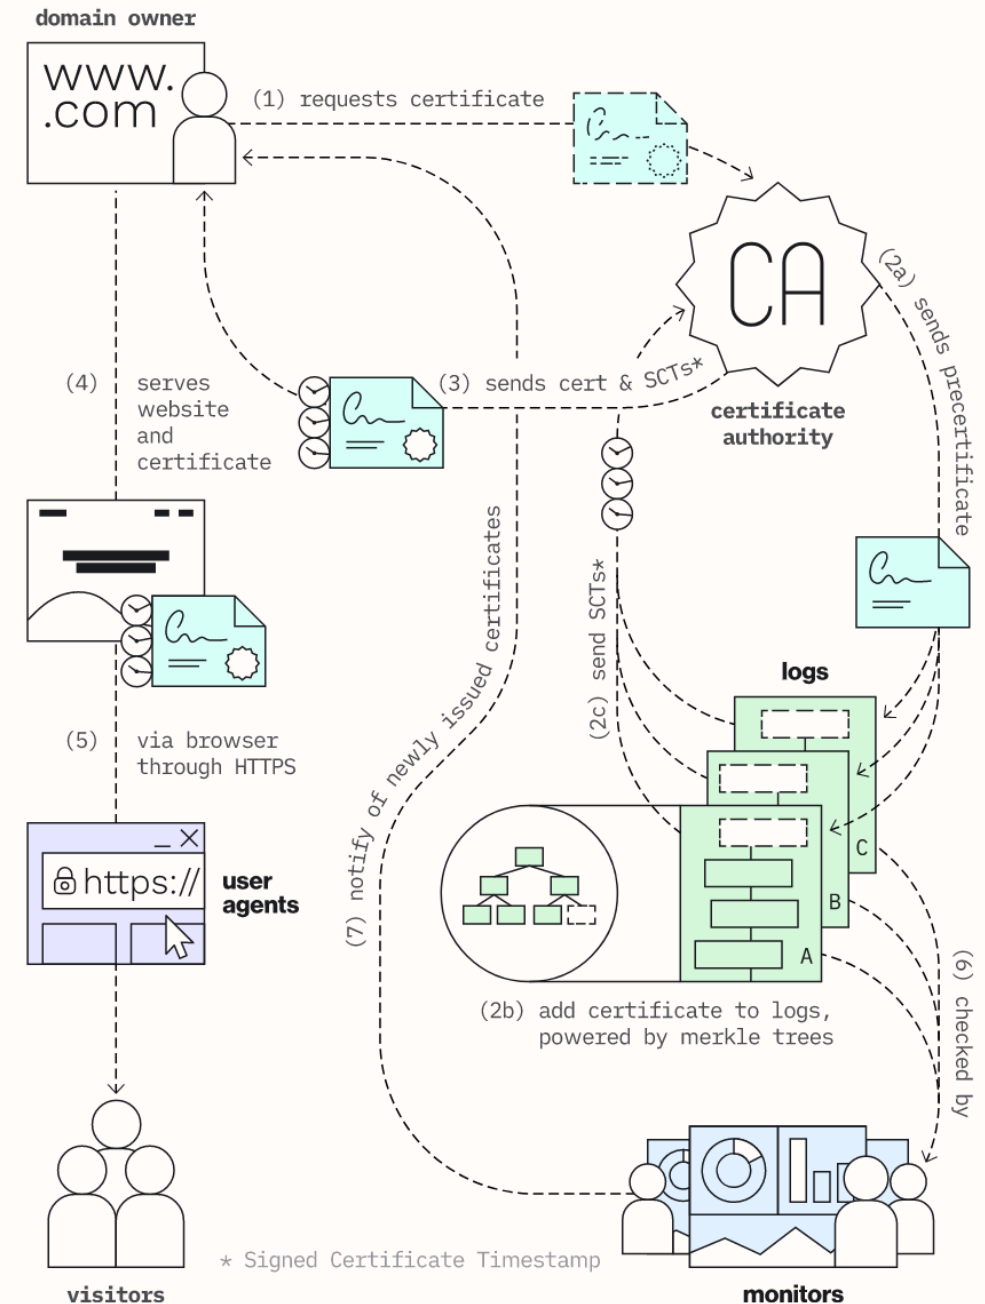 domain owner
www.
.com
(1) requests certificate
CA
certificate
authority
(2a) sends precertificate
(3) sends cert & SCTs*
(4) serves
website
and
certificate
(2c) send SCTs*
logs
C
B
A
(2b) add certificate to logs,
powered by merkle trees
(5) via browser
through HTTPS
https://
user
agents
(7) notify of newly issued certificates
(6) checked by
* Signed Certificate Timestamp
visitors
monitors